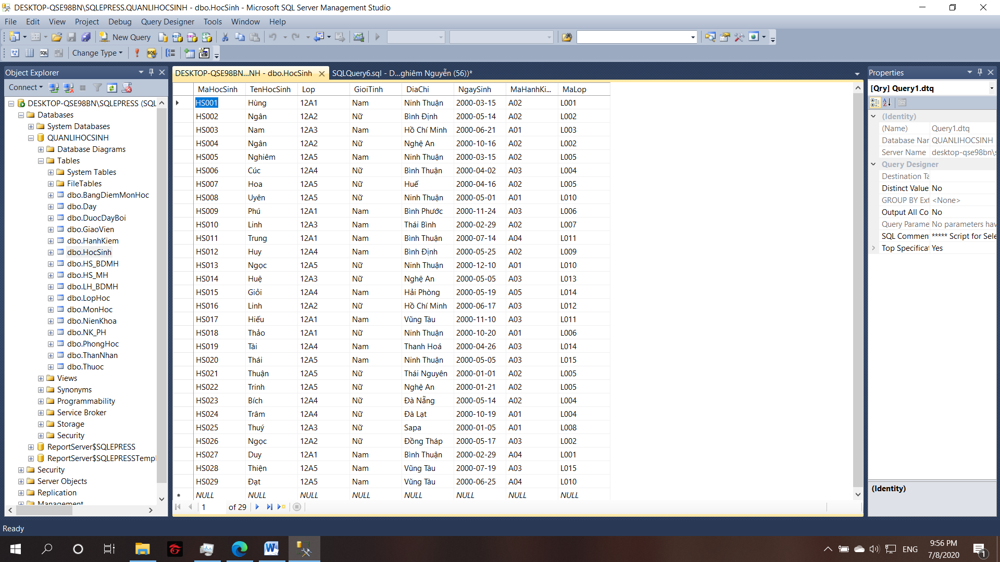 DESKTOP-QSE98BN\SQLEPRESS.QUANLIHOCSINH - dbo.HocSinh - Microsoft SQL Server Management Studio
File Edit View Project Debug Query Designer Tools Window Help
New Query
Change Type
Object Explorer
Connect
DESKTOP-QSE98BN\SQLEPRESS (SQL
Databases
System Databases
QUANLIHOCSINH
Database Diagrams
Tables
System Tables
FileTables
dbo.BangDiemMonHoc
dbo.Day
dbo.DuocDayBoi
dbo.GiaoVien
dbo.HanhKiem
dbo.HocSinh
dbo.HS_BDMH
dbo.HS_MH
dbo.LH_BDMH
dbo.LopHoc
dbo.MonHoc
dbo.NienKhoa
dbo.NK_PH
dbo.PhongHoc
dbo.ThanNhan
dbo.Thuoc
Views
Synonyms
Programmability
Service Broker
Storage
Security
ReportServer$SQLEPRESS
ReportServer$SQLEPRESSTempl
Security
Server Objects
Replication
Management
DESKTOP-QSE98BN...NH - dbo.HocSinh SQLQuery6.sql - D...ghiêm Nguyễn (56))*
MaHocSinh TenHocSinh Lop GioiTinh DiaChi NgaySinh MaHanhKi... MaLop
HS001 Hùng 12A1 Nam Ninh Thuận 2000-03-15 A02 L001
HS002 Ngân 12A2 Nữ Bình Định 2000-05-14 A02 L002
HS003 Nam 12A3 Nam Hồ Chí Minh 2000-06-21 A01 L003
HS004 Ngân 12A2 Nữ Nghệ An 2000-10-16 A02 L002
HS005 Nghiêm 12A5 Nam Ninh Thuận 2000-03-15 A02 L005
HS006 Cúc 12A4 Nữ Bình Thuận 2000-04-02 A03 L004
HS007 Hoa 12A5 Nữ Huế 2000-04-16 A02 L005
HS008 Uyên 12A5 Nữ Ninh Thuận 2000-05-01 A01 L010
HS009 Phú 12A1 Nam Bình Phước 2000-11-24 A03 L006
HS010 Linh 12A3 Nam Thái Bình 2000-02-29 A02 L007
HS011 Trung 12A1 Nam Bình Thuận 2000-07-14 A04 L011
HS012 Huy 12A4 Nam Bình Định 2000-05-25 A02 L009
HS013 Ngọc 12A5 Nữ Ninh Thuận 2000-12-10 A01 L010
HS014 Huệ 12A3 Nữ Nghệ An 2000-05-05 A03 L013
HS015 Giỏi 12A4 Nam Hải Phòng 2000-05-19 A05 L014
HS016 Linh 12A2 Nữ Hồ Chí Minh 2000-06-17 A03 L012
HS017 Hiếu 12A1 Nam Vũng Tàu 2000-11-10 A03 L011
HS018 Thảo 12A1 Nữ Ninh Thuận 2000-10-20 A01 L006
HS019 Tài 12A4 Nam Thanh Hoá 2000-04-26 A03 L014
HS020 Thái 12A5 Nam Ninh Thuận 2000-05-05 A03 L015
HS021 Thuận 12A5 Nữ Thái Nguyên 2000-01-01 A02 L005
HS022 Trinh 12A5 Nữ Nghệ An 2000-01-21 A02 L005
HS023 Bích 12A4 Nữ Đà Nẵng 2000-05-14 A02 L004
HS024 Trâm 12A4 Nữ Đà Lạt 2000-10-19 A01 L004
HS025 Thuý 12A3 Nữ Sapa 2000-01-05 A01 L008
HS026 Ngọc 12A2 Nữ Đồng Tháp 2000-05-17 A03 L002
HS027 Duy 12A1 Nam Bình Thuận 2000-02-29 A04 L001
HS028 Thiện 12A5 Nam Vũng Tàu 2000-07-19 A03 L015
HS029 Đạt 12A5 Nam Vũng Tàu 2000-06-25 A04 L010
NULL NULL NULL NULL NULL NULL NULL NULL
1 of 29
Properties
[Qry] Query1.dtq
(Identity)
(Name) Query1.dtq
Database Nar QUANLIHOCSINH
Server Name desktop-qse98bn\s
Query Designer
Destination Ta
Distinct Value No
GROUP BY Ext <None>
Output All Co No
Query Parame No parameters hav
SQL Commen ***** Script for Sele
Top Specificat Yes
(Identity)
Ready
ENG
9:56 PM
7/8/2020
1